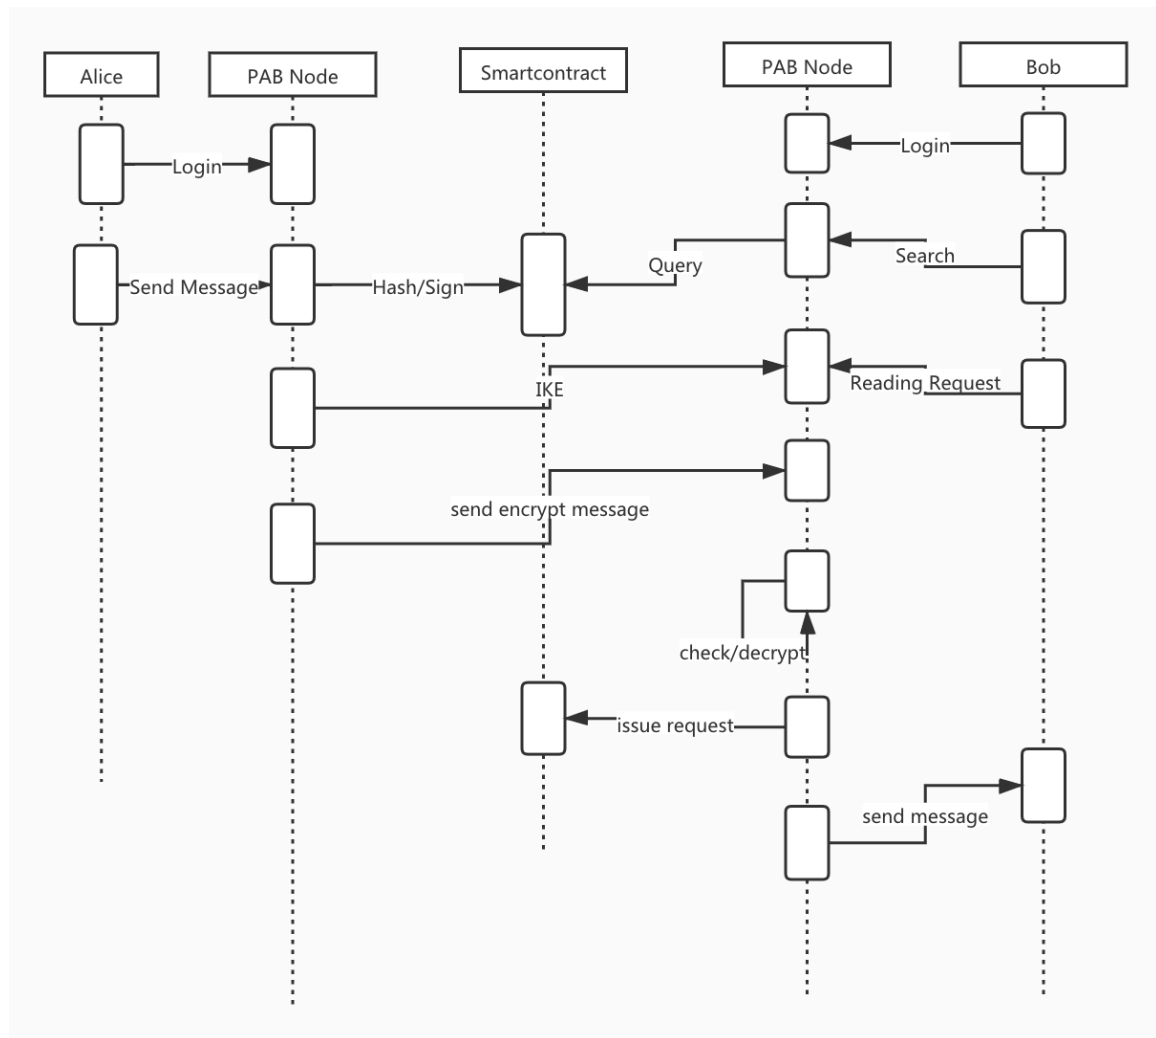 Alice
PAB Node
Smartcontract
PAB Node
Bob
Login
Login
Search
Query
Send Message
Hash/Sign
Reading Request
IKE
send encrypt message
check/decrypt
issue request
send message